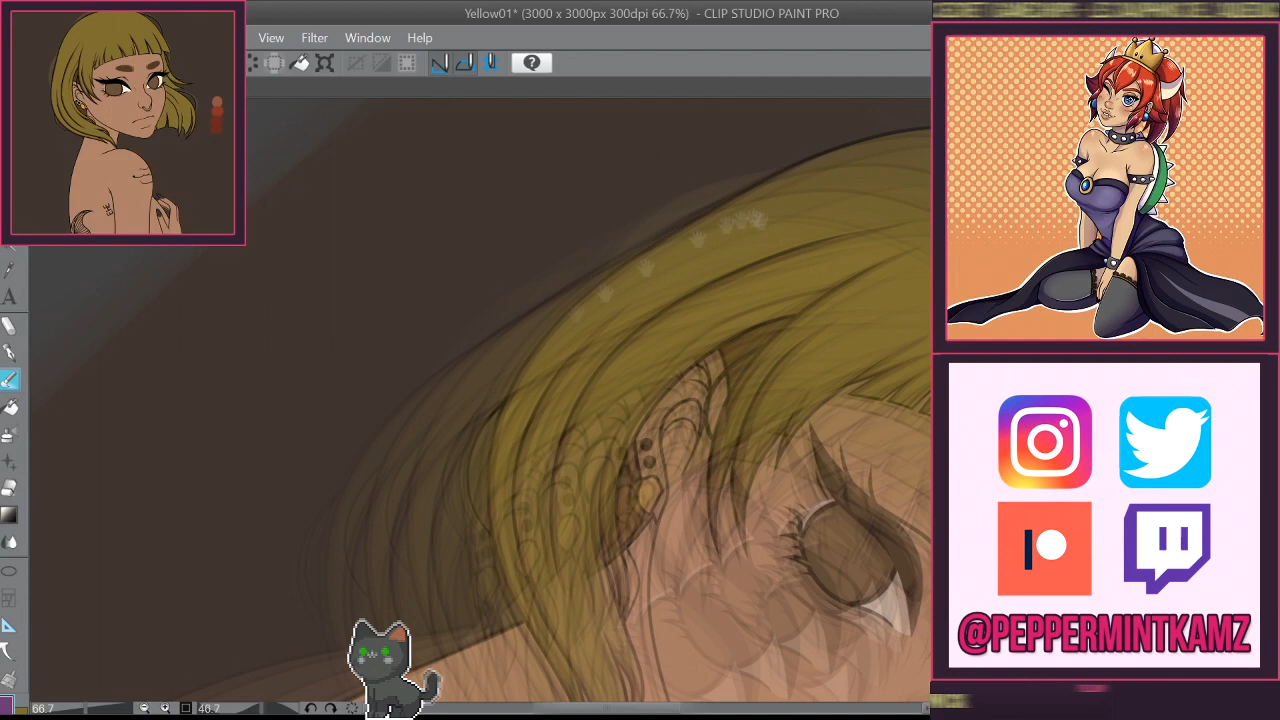 Yellow01* (3000 x 3000px 300dpi 66.7%) - CLIP STUDIO PAINT PRO
View Filter Window Help
A
66.7
40.7
@PEPPERMINTKAMZ